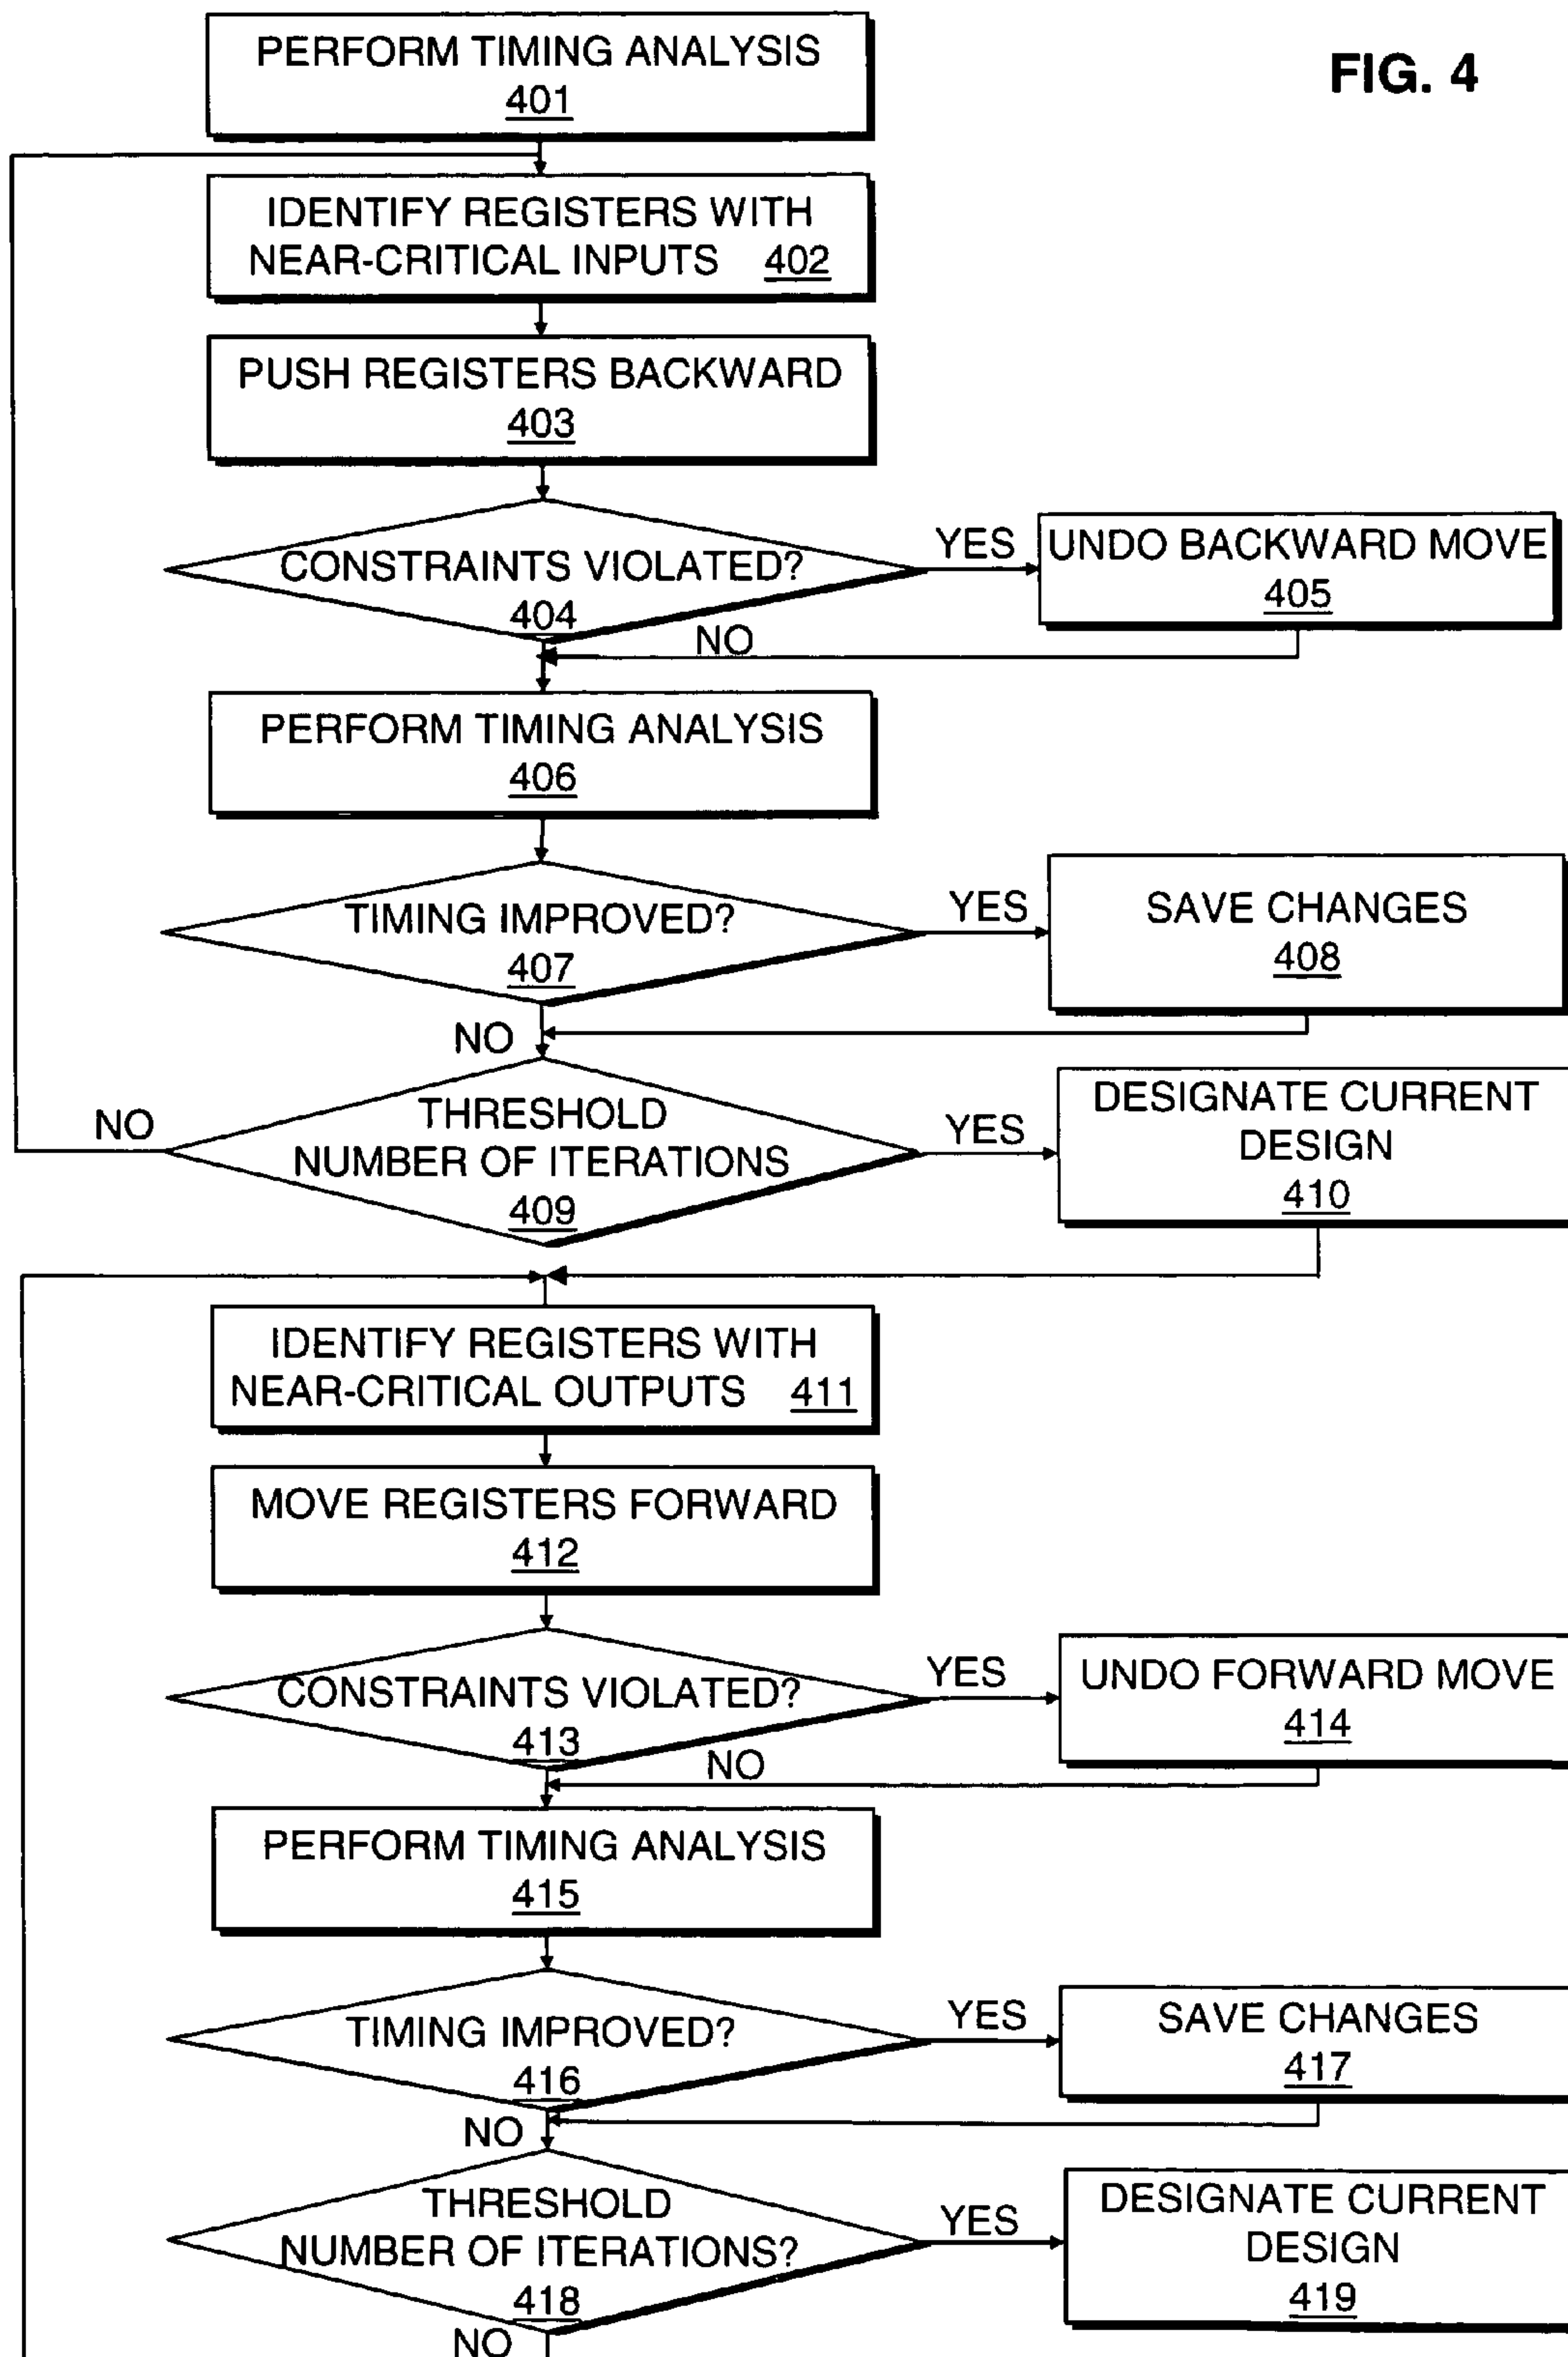 FIG. 4
PERFORM TIMING ANALYSIS
401
IDENTIFY REGISTERS WITH
NEAR-CRITICAL INPUTS 402
PUSH REGISTERS BACKWARD
403
CONSTRAINTS VIOLATED?
404
YES
UNDO BACKWARD MOVE
405
NO
PERFORM TIMING ANALYSIS
406
TIMING IMPROVED?
407
YES
SAVE CHANGES
408
NO
THRESHOLD
NUMBER OF ITERATIONS
409
NO
YES
DESIGNATE CURRENT
DESIGN
410
IDENTIFY REGISTERS WITH
NEAR-CRITICAL OUTPUTS 411
MOVE REGISTERS FORWARD
412
CONSTRAINTS VIOLATED?
413
YES
UNDO FORWARD MOVE
414
NO
PERFORM TIMING ANALYSIS
415
TIMING IMPROVED?
416
YES
SAVE CHANGES
417
NO
THRESHOLD
NUMBER OF ITERATIONS?
418
YES
DESIGNATE CURRENT
DESIGN
419
NO